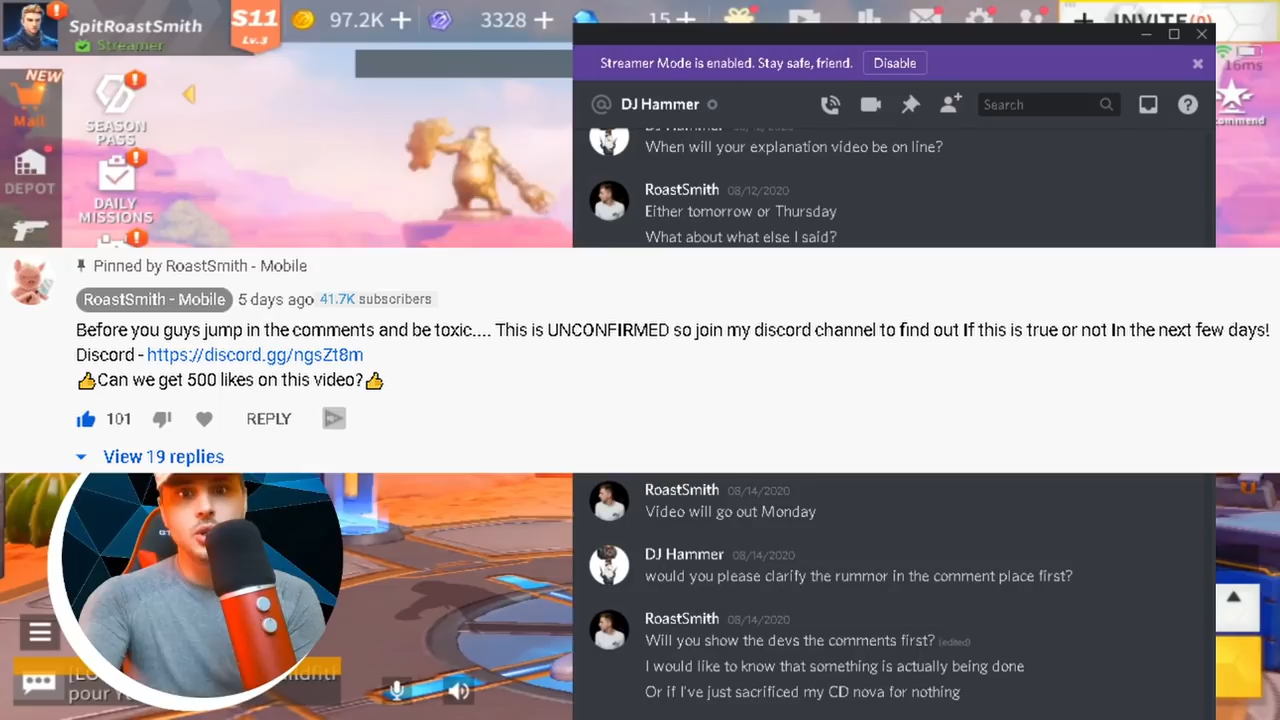 SpitRoastSmith
Streamer
S11
Lv.3
97.2K
3328
15
INVITE(0)
16ms
NEW
Mail
SEASON
PASS
DEPOT
DAILY
MISSIONS
Streamer Mode is enabled. Stay safe, friend.
Disable
@ DJ Hammer
Search
DJ Hammer 08/12/2020
When will your explanation video be on line?
RoastSmith 08/12/2020
Either tomorrow or Thursday
What about what else I said?
Pinned by RoastSmith - Mobile
RoastSmith - Mobile 5 days ago 41.7K subscribers
Before you guys jump in the comments and be toxic.... This is UNCONFIRMED so join my discord channel to find out If this is true or not In the next few days!
Discord - https://discord.gg/ngsZt8m
👍Can we get 500 likes on this video?👍
101
REPLY
View 19 replies
RoastSmith 08/14/2020
Video will go out Monday
DJ Hammer 08/14/2020
would you please clarify the rummor in the comment place first?
RoastSmith 08/14/2020
Will you show the devs the comments first? (edited)
I would like to know that something is actually being done
Or if I've just sacrificed my CD nova for nothing
pour